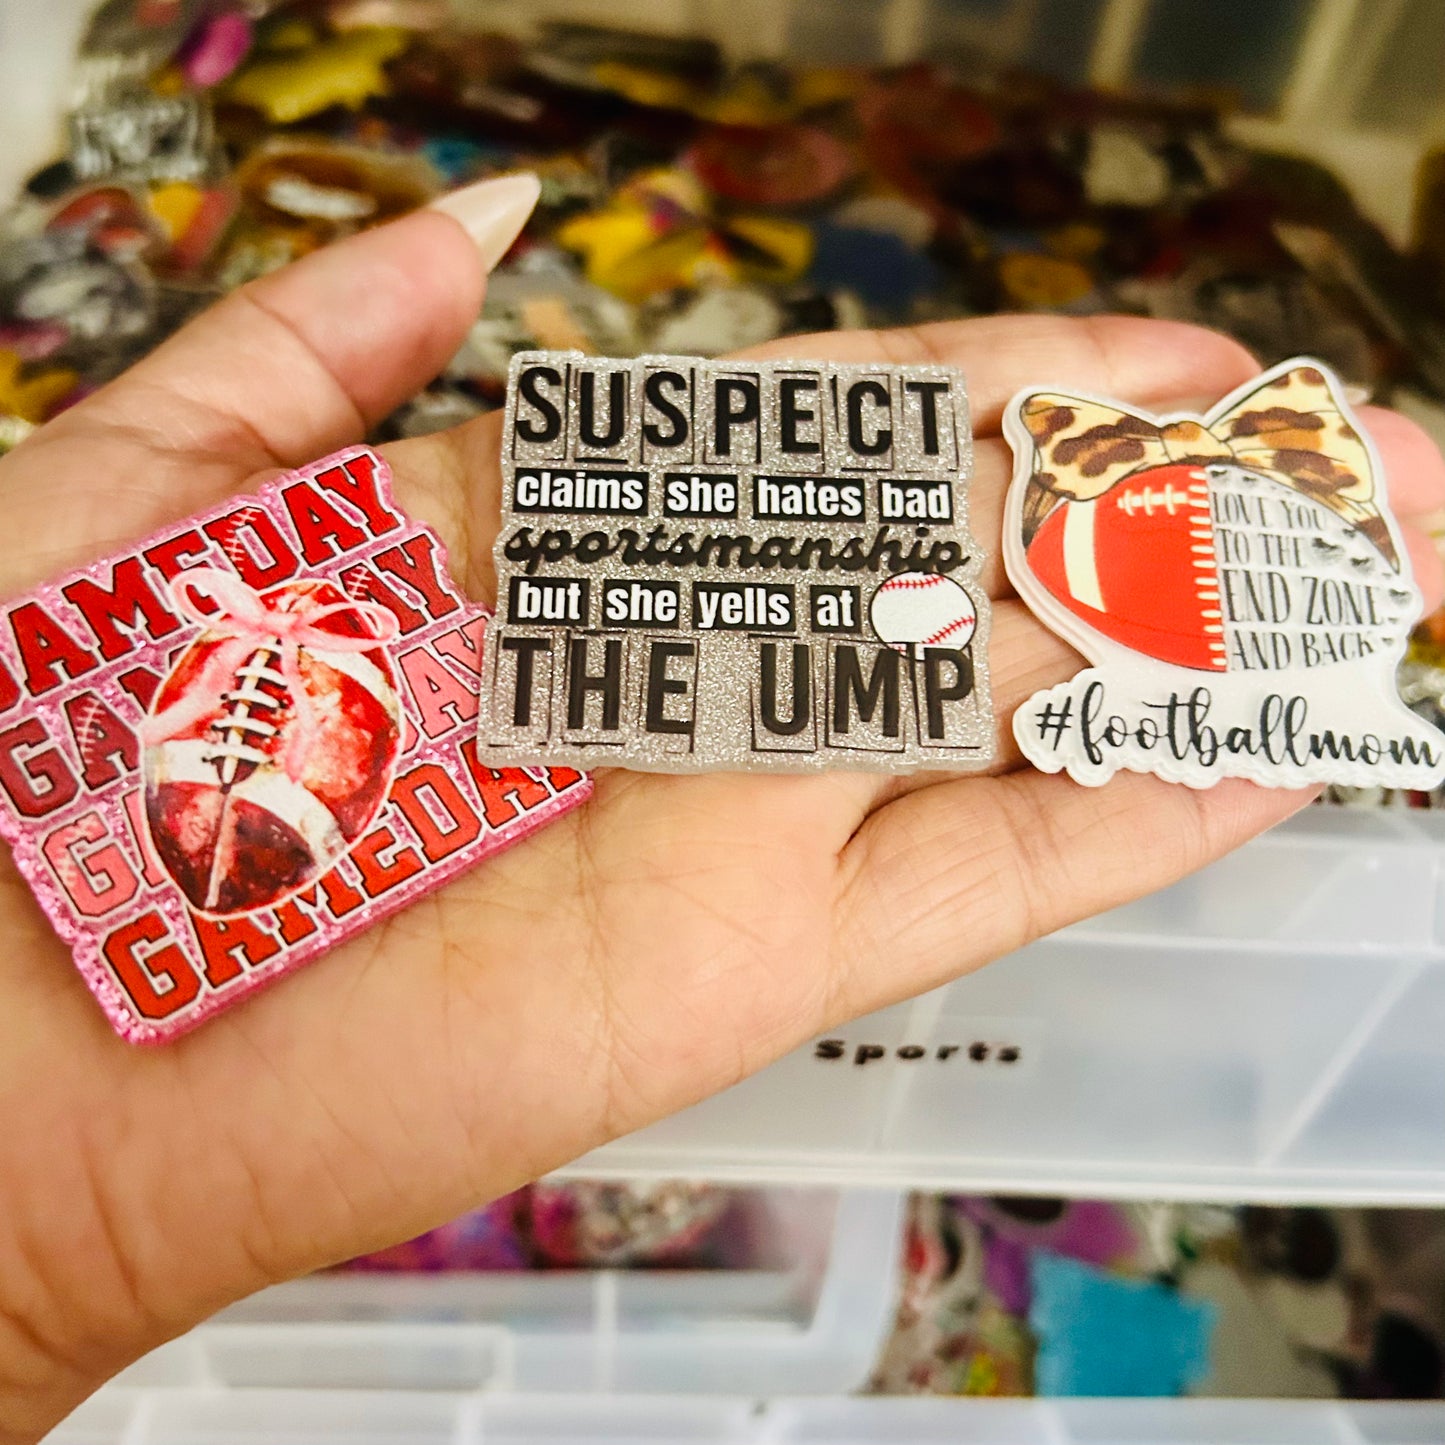 GAMEDAY
GAMEDAY
GAMEDAY
GAMEDAY
SUSPECT
claims she hates bad
sportsmanship
but she yells at
THE UMP
LOVE YOU
TO THE
END ZONE
AND BACK
#footballmom
Sports